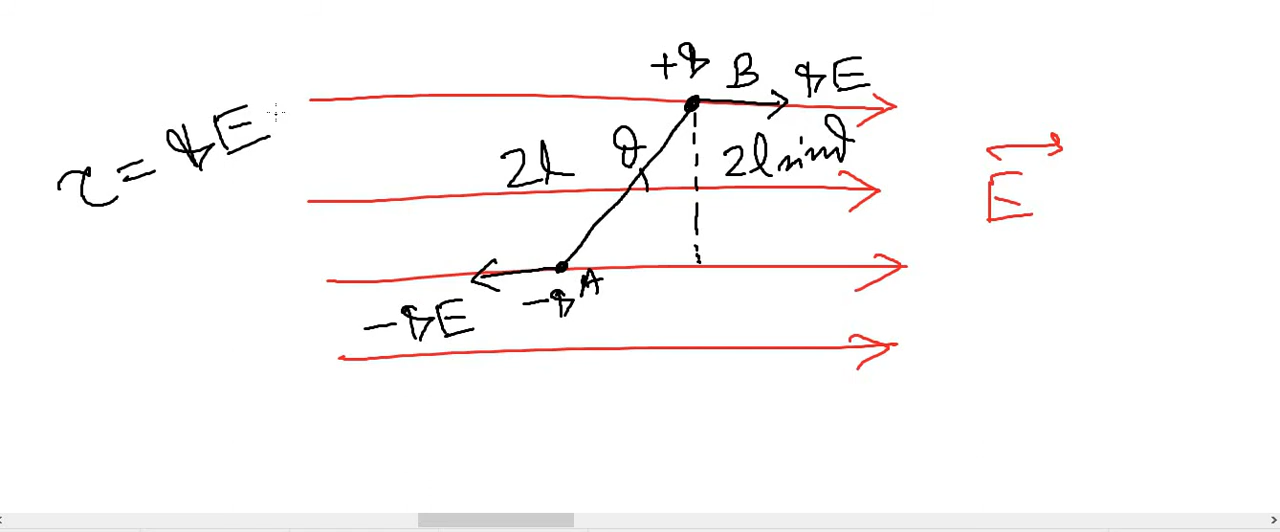 +q B qE
τ = qE
2l θ 2l sinθ
E
-qE -q A